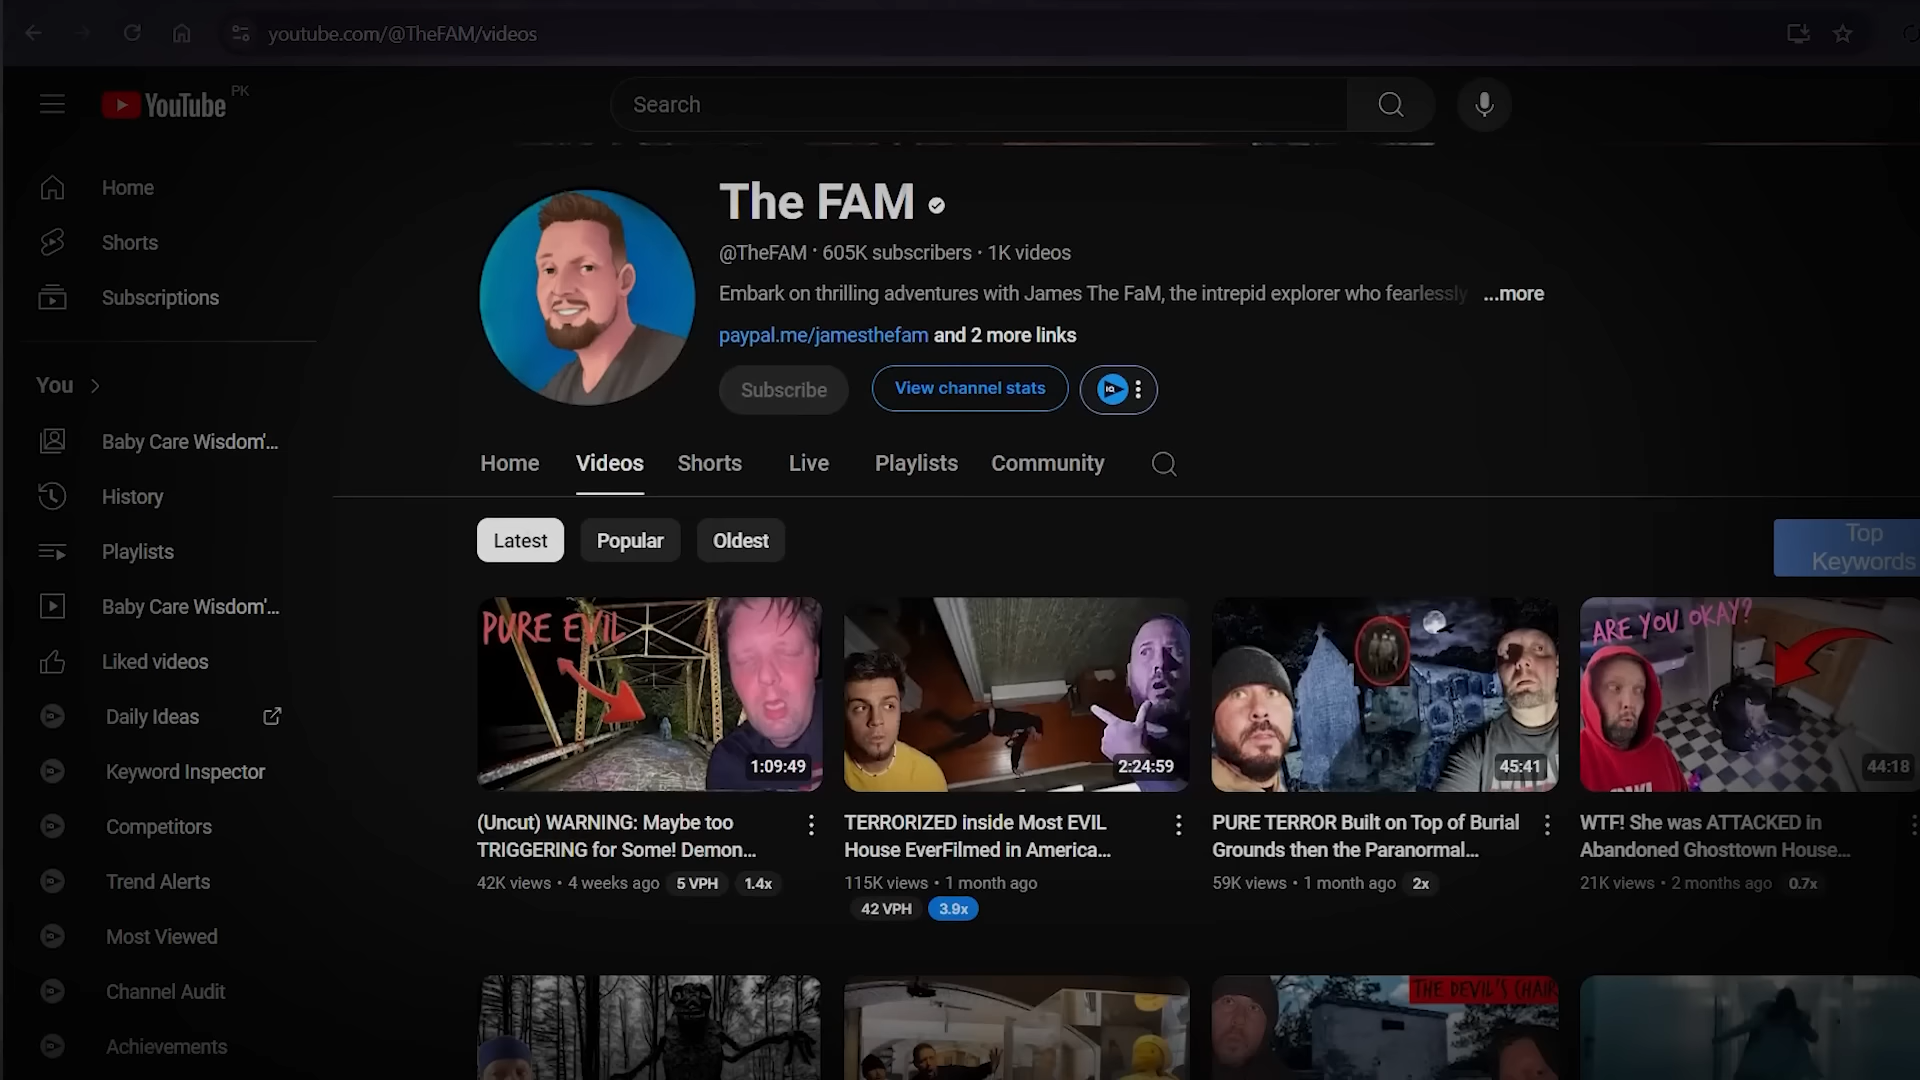 youtube.com/@TheFAM/videos
YouTube PK
Search
Home
Shorts
Subscriptions
You
Baby Care Wisdom'...
History
Playlists
Baby Care Wisdom'...
Liked videos
Daily Ideas
Keyword Inspector
Competitors
Trend Alerts
Most Viewed
Channel Audit
Achievements
The FAM
@TheFAM · 605K subscribers · 1K videos
Embark on thrilling adventures with James The FaM, the intrepid explorer who fearlessly ...more
paypal.me/jamesthefam and 2 more links
Subscribe
View channel stats
IQ
Home
Videos
Shorts
Live
Playlists
Community
Latest
Popular
Oldest
Top
Keywords
PURE EVIL
1:09:49
(Uncut) WARNING: Maybe too
TRIGGERING for Some! Demon...
42K views • 4 weeks ago 5 VPH 1.4x
2:24:59
TERRORIZED inside Most EVIL
House EverFilmed in America...
115K views • 1 month ago
42 VPH 3.9x
45:41
PURE TERROR Built on Top of Burial
Grounds then the Paranormal...
59K views • 1 month ago 2x
ARE YOU OKAY?
44:18
WTF! She was ATTACKED in
Abandoned Ghosttown House...
21K views • 2 months ago 0.7x
THE DEVIL'S CHAIR